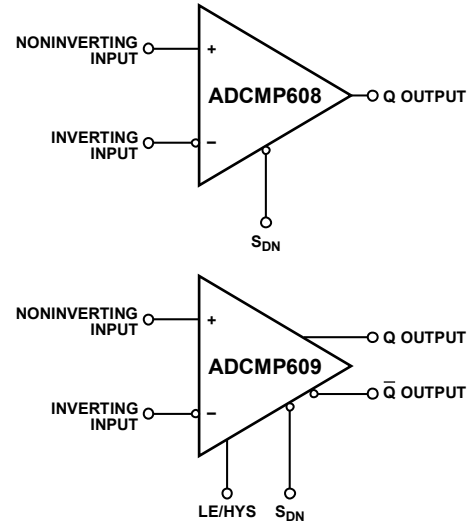 NONINVERTING
INPUT
+
ADCMP608
Q OUTPUT
INVERTING
INPUT
–
SDN
NONINVERTING
INPUT
+
Q OUTPUT
ADCMP609
Q̅ OUTPUT
INVERTING
INPUT
–
LE/HYS
SDN